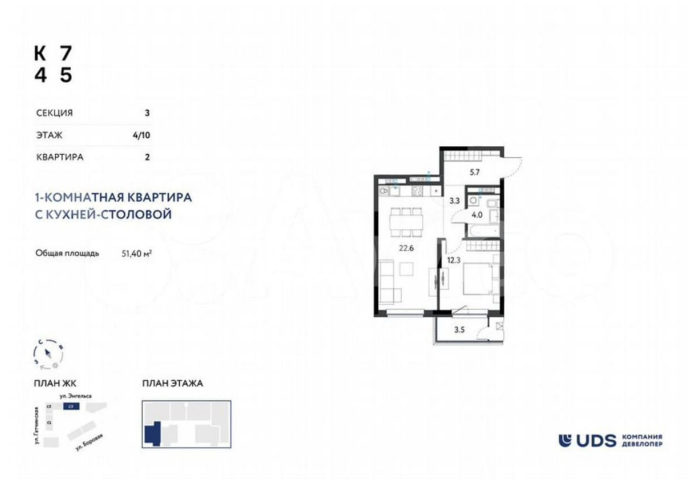 К 7
4 5
СЕКЦИЯ 3
ЭТАЖ 4/10
КВАРТИРА 2
1-КОМНАТНАЯ КВАРТИРА
С КУХНЕЙ-СТОЛОВОЙ
Общая площадь 51,40 м²
5.7
3.3
4.0
22.6
12.3
3.5
ПЛАН ЖК
ПЛАН ЭТАЖА
ул. Энгельса
ул. Гатчинская
ул. Боровая
UDS КОМПАНИЯ
ДЕВЕЛОПЕР
Avito